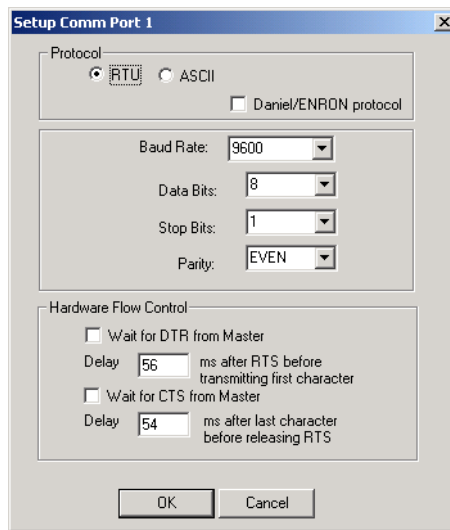 Setup Comm Port 1
Protocol
RTU ASCII
Daniel/ENRON protocol
Baud Rate: 9600
Data Bits: 8
Stop Bits: 1
Parity: EVEN
Hardware Flow Control
Wait for DTR from Master
Delay 56 ms after RTS before
transmitting first character
Wait for CTS from Master
Delay 54 ms after last character
before releasing RTS
OK Cancel